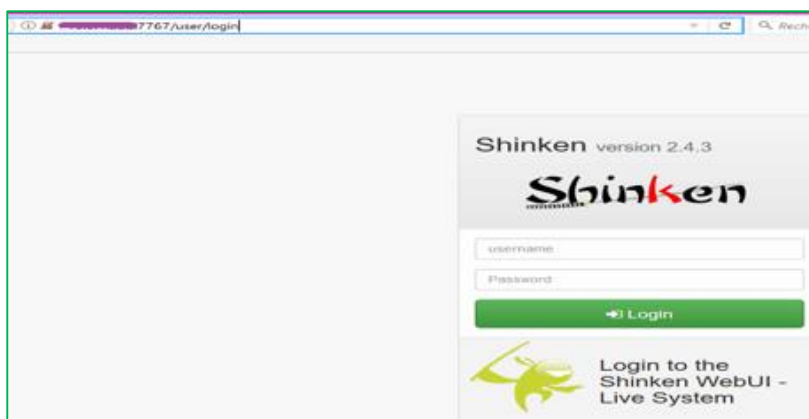 7767/user/login
Rech
Shinken version 2.4.3
Shinken
username
Password
Login
Login to the
Shinken WebUI -
Live System